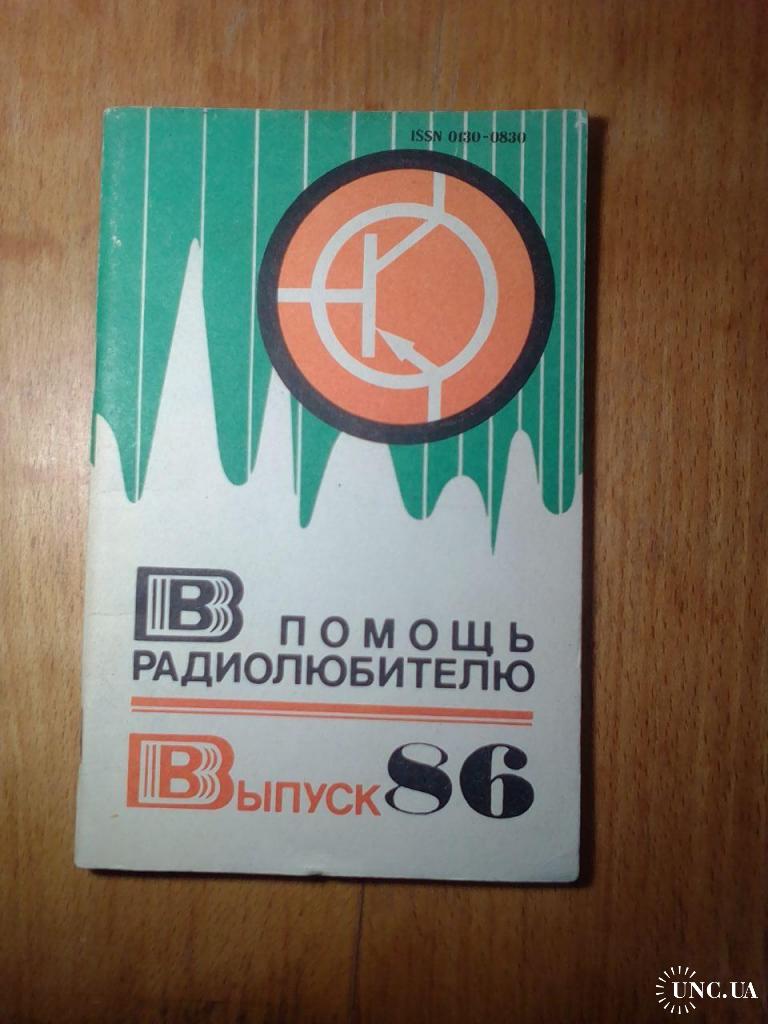 ISSN 0130-0830
В ПОМОЩЬ
РАДИОЛЮБИТЕЛЮ
ВЫПУСК 86
UNC.UA